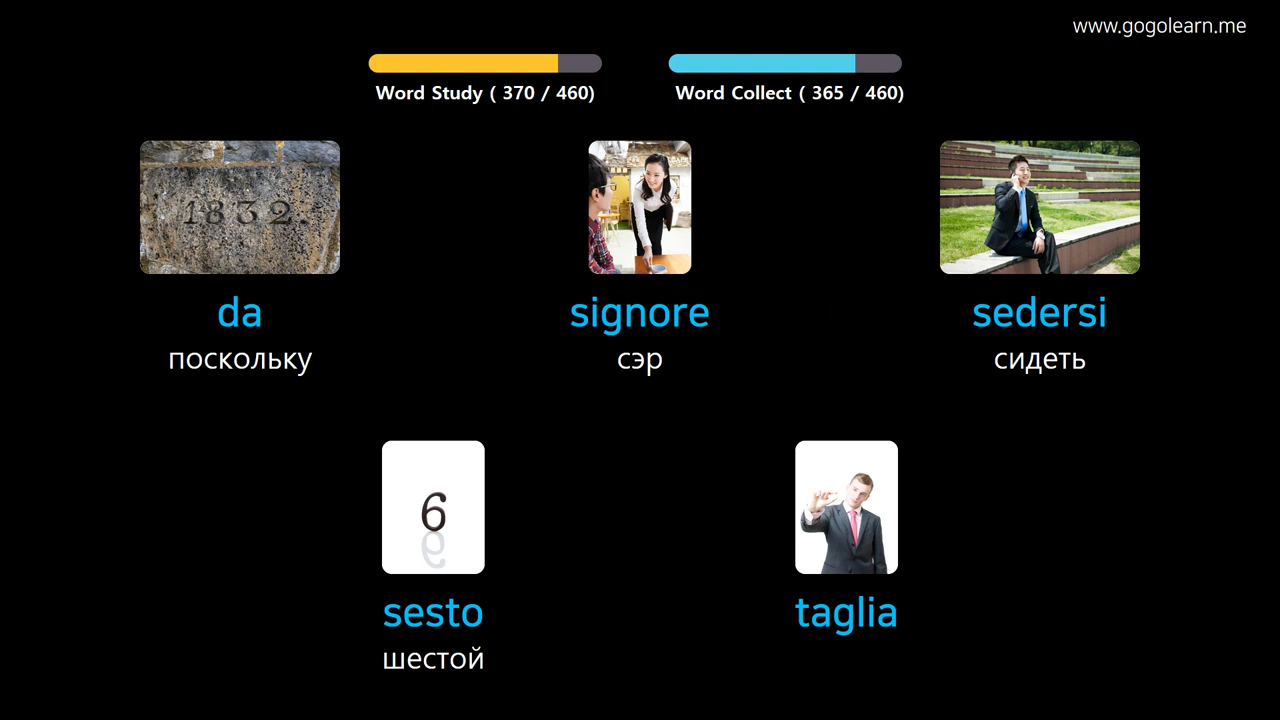 www.gogolearn.me
Word Study ( 370 / 460)
Word Collect ( 365 / 460)
1832.
da
signore
sedersi
поскольку
сэр
сидеть
6
sesto
taglia
шестой